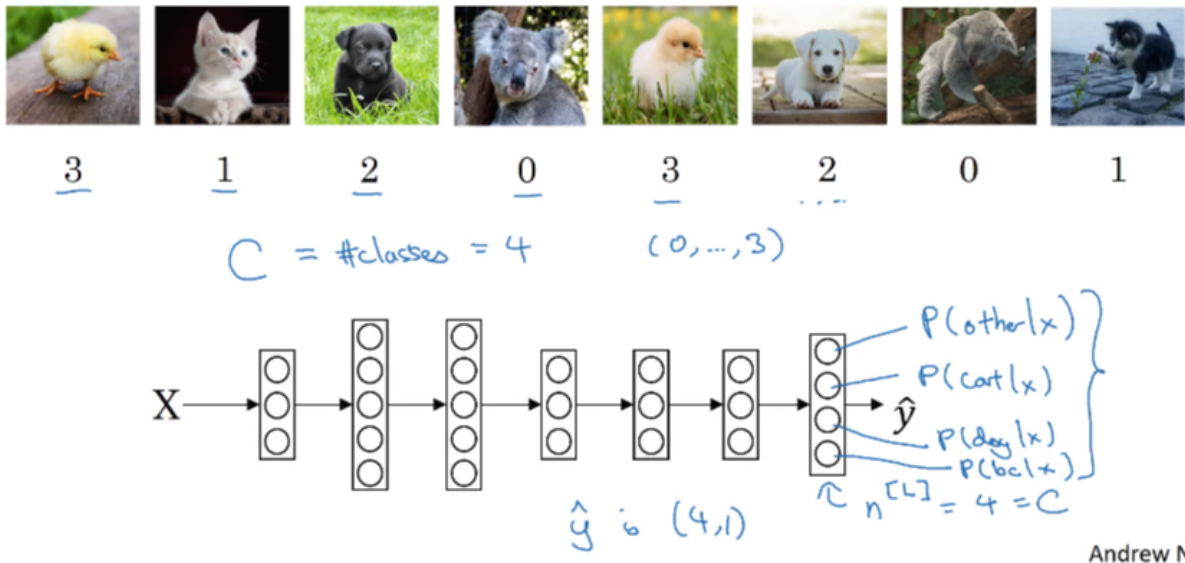 3 1 2 0 3 2 0 1
C = #classes = 4 (0,...,3)
P(other|x)
P(cat|x)
X ŷ
P(dog|x)
P(bc|x)
n^[L] = 4 = C
ŷ is (4,1)
Andrew N